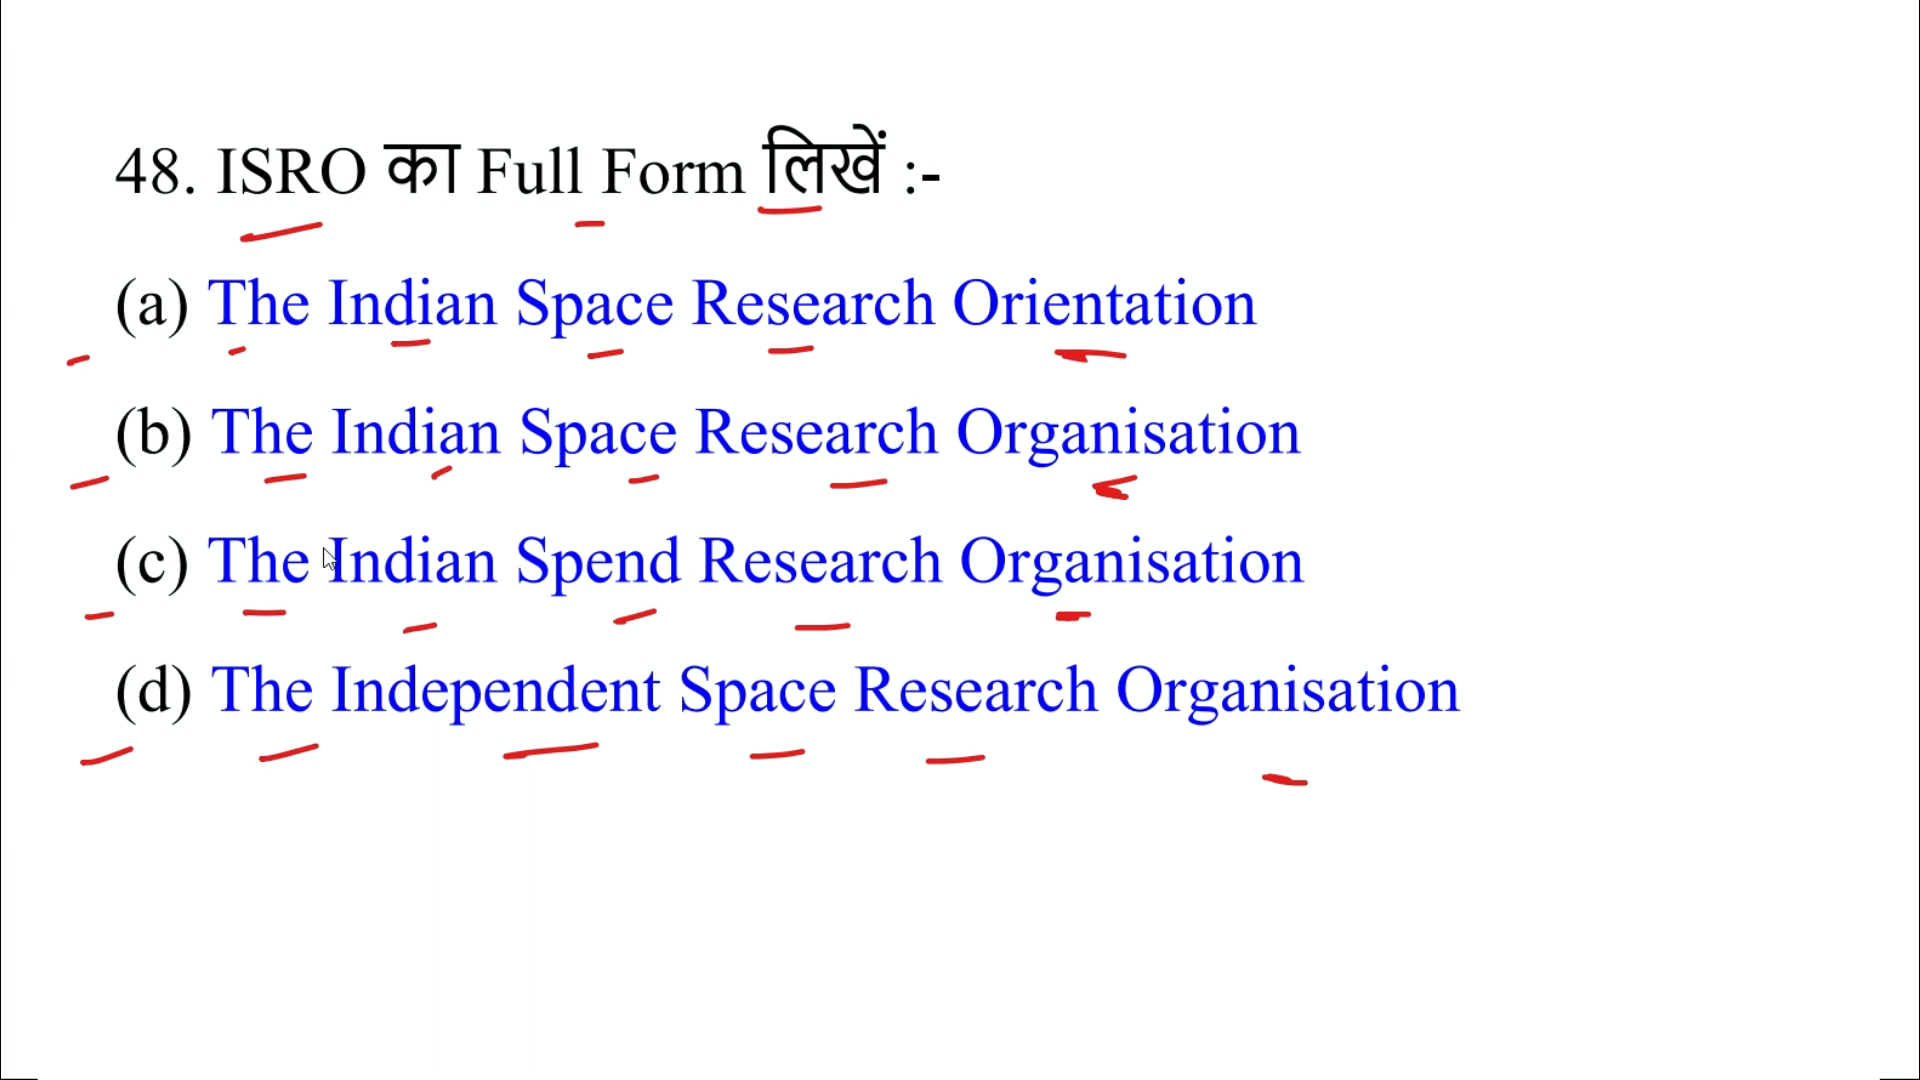 48. ISRO का Full Form लिखें :-
(a) The Indian Space Research Orientation
(b) The Indian Space Research Organisation
(c) The Indian Spend Research Organisation
(d) The Independent Space Research Organisation